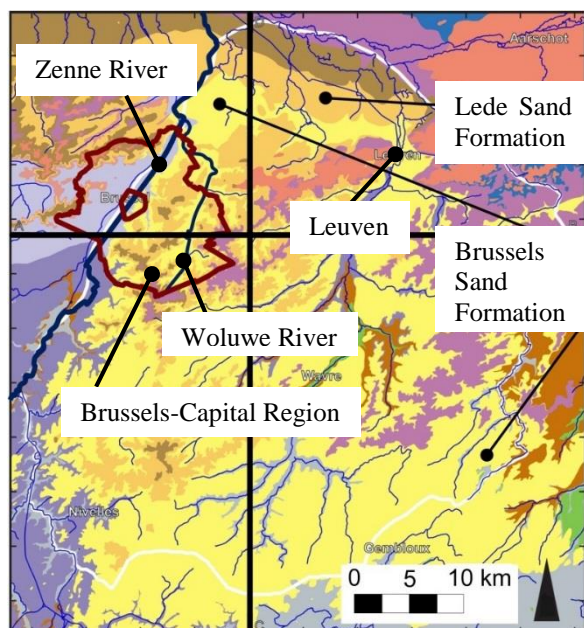 Aarschot
Zenne River
Lede Sand
Formation
Leuven
Brussels
Sand
Formation
Woluwe River
Wavre
Brussels-Capital Region
Nivelles
Gembloux
0 5 10 km